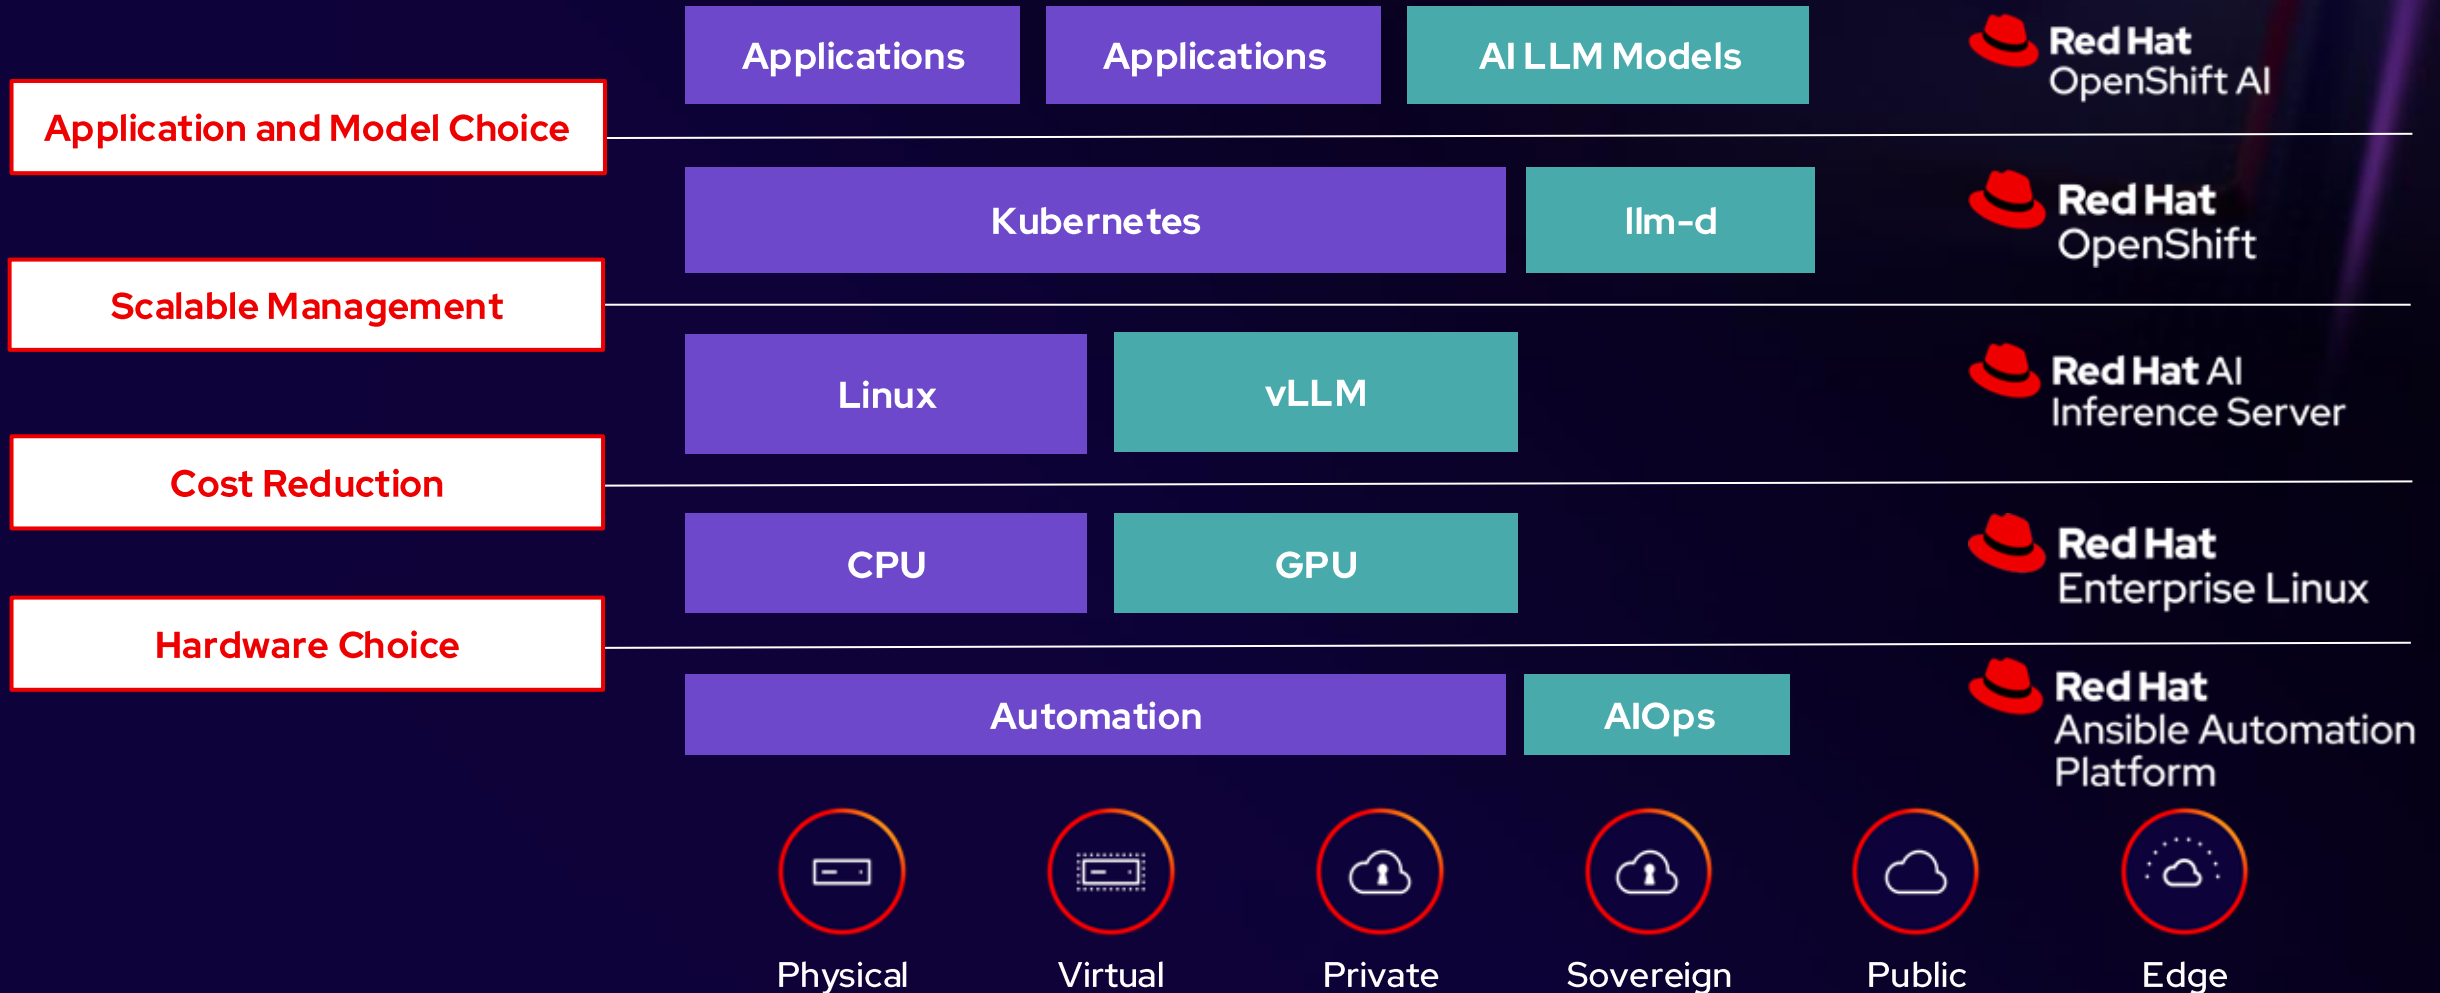 Applications
Applications
AI LLM Models
Red Hat
OpenShift AI
Application and Model Choice
Kubernetes
llm-d
Red Hat
OpenShift
Scalable Management
Linux
vLLM
Red Hat AI
Inference Server
Cost Reduction
CPU
GPU
Red Hat
Enterprise Linux
Hardware Choice
Automation
AIOps
Red Hat
Ansible Automation
Platform
Physical
Virtual
Private
Sovereign
Public
Edge